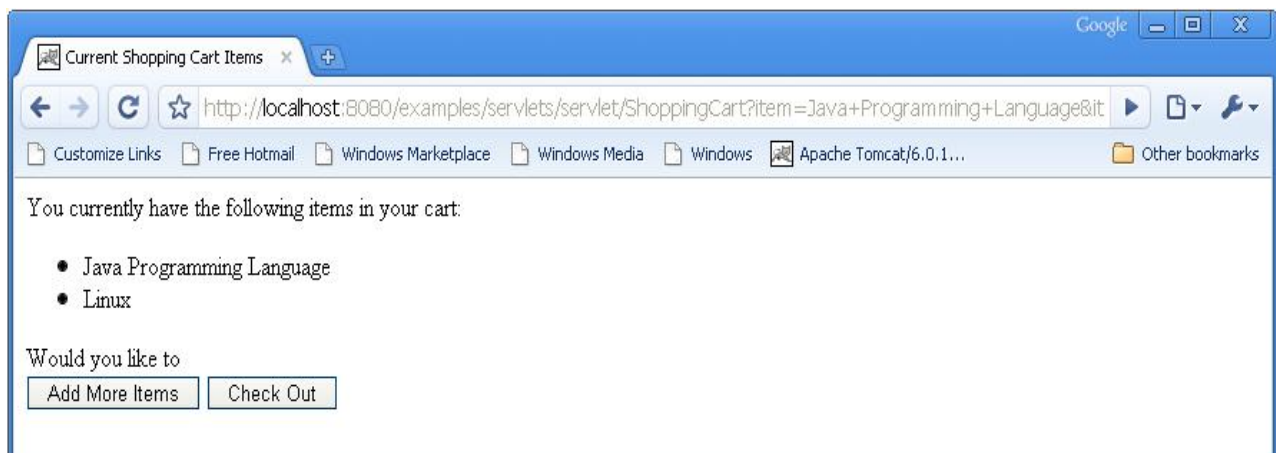 Google
Current Shopping Cart Items
http://localhost:8080/examples/servlets/servlet/ShoppingCart?item=Java+Programming+Language&it
Customize Links Free Hotmail Windows Marketplace Windows Media Windows Apache Tomcat/6.0.1... Other bookmarks
You currently have the following items in your cart:
Java Programming Language
Linux
Would you like to
Add More Items Check Out